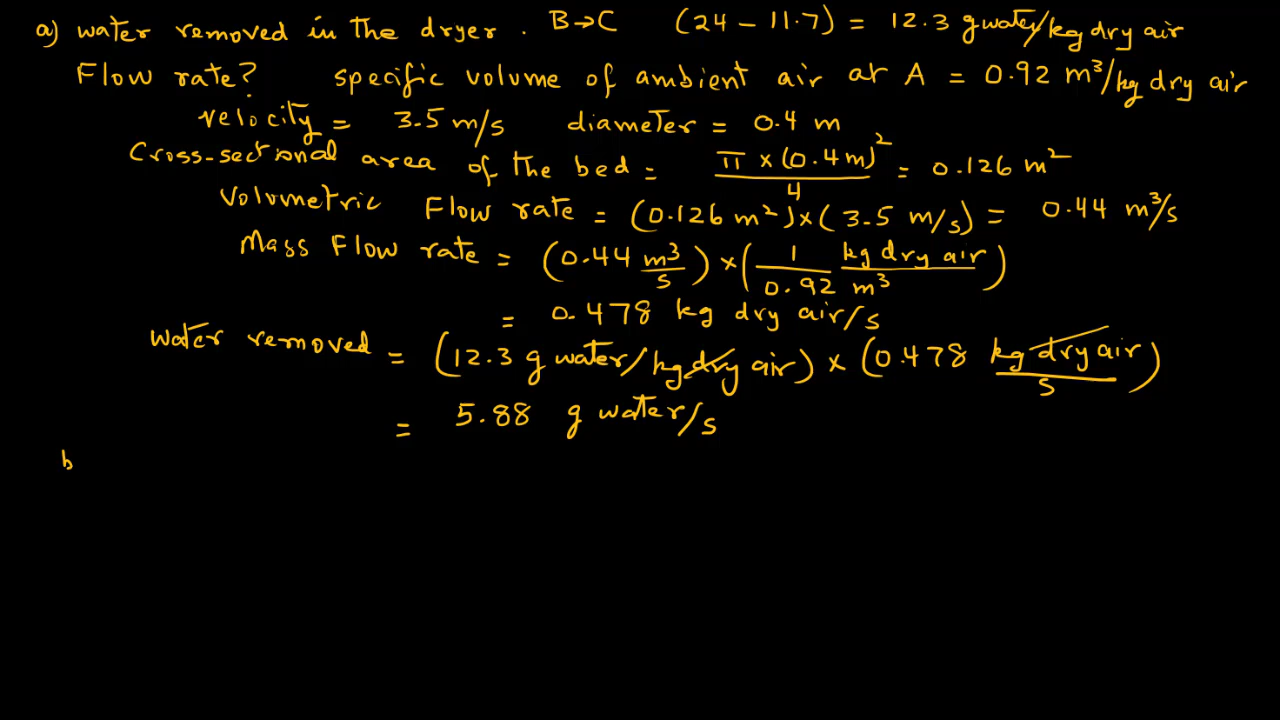 a) water removed in the dryer. B→C (24 - 11.7) = 12.3 g water/kg dry air
Flow rate? specific volume of ambient air at A = 0.92 m³/kg dry air
velocity = 3.5 m/s diameter = 0.4 m
Cross-sectional area of the bed = π × (0.4 m)² / 4 = 0.126 m²
Volumetric Flow rate = (0.126 m²) × (3.5 m/s) = 0.44 m³/s
Mass Flow rate = (0.44 m³/s) × (1/0.92 kg dry air/m³)
= 0.478 kg dry air/s
Water removed = (12.3 g water/kg dry air) × (0.478 kg dry air/s)
= 5.88 g water/s
b